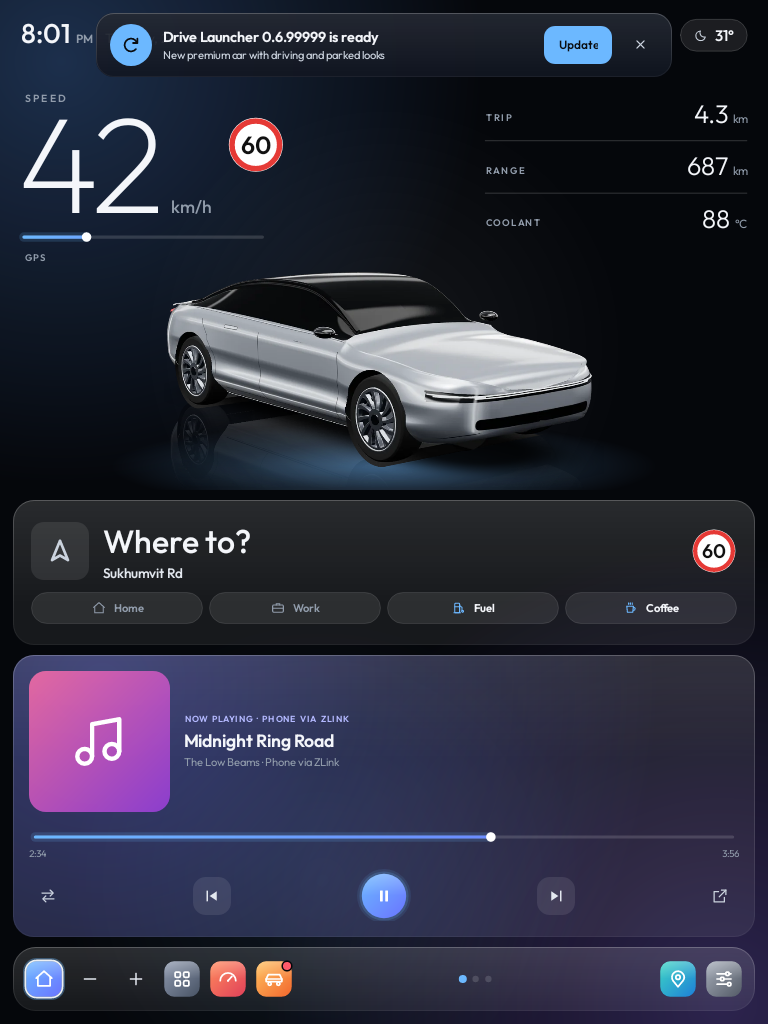 8:01 PM
Drive Launcher 0.6.99999 is ready
New premium car with driving and parked looks
Update
31°
SPEED
42 km/h
60
GPS
TRIP 4.3 km
RANGE 687 km
COOLANT 88 °C
Where to?
Sukhumvit Rd
60
Home Work Fuel Coffee
NOW PLAYING · PHONE VIA ZLINK
Midnight Ring Road
The Low Beams · Phone via ZLink
2:34 3:56